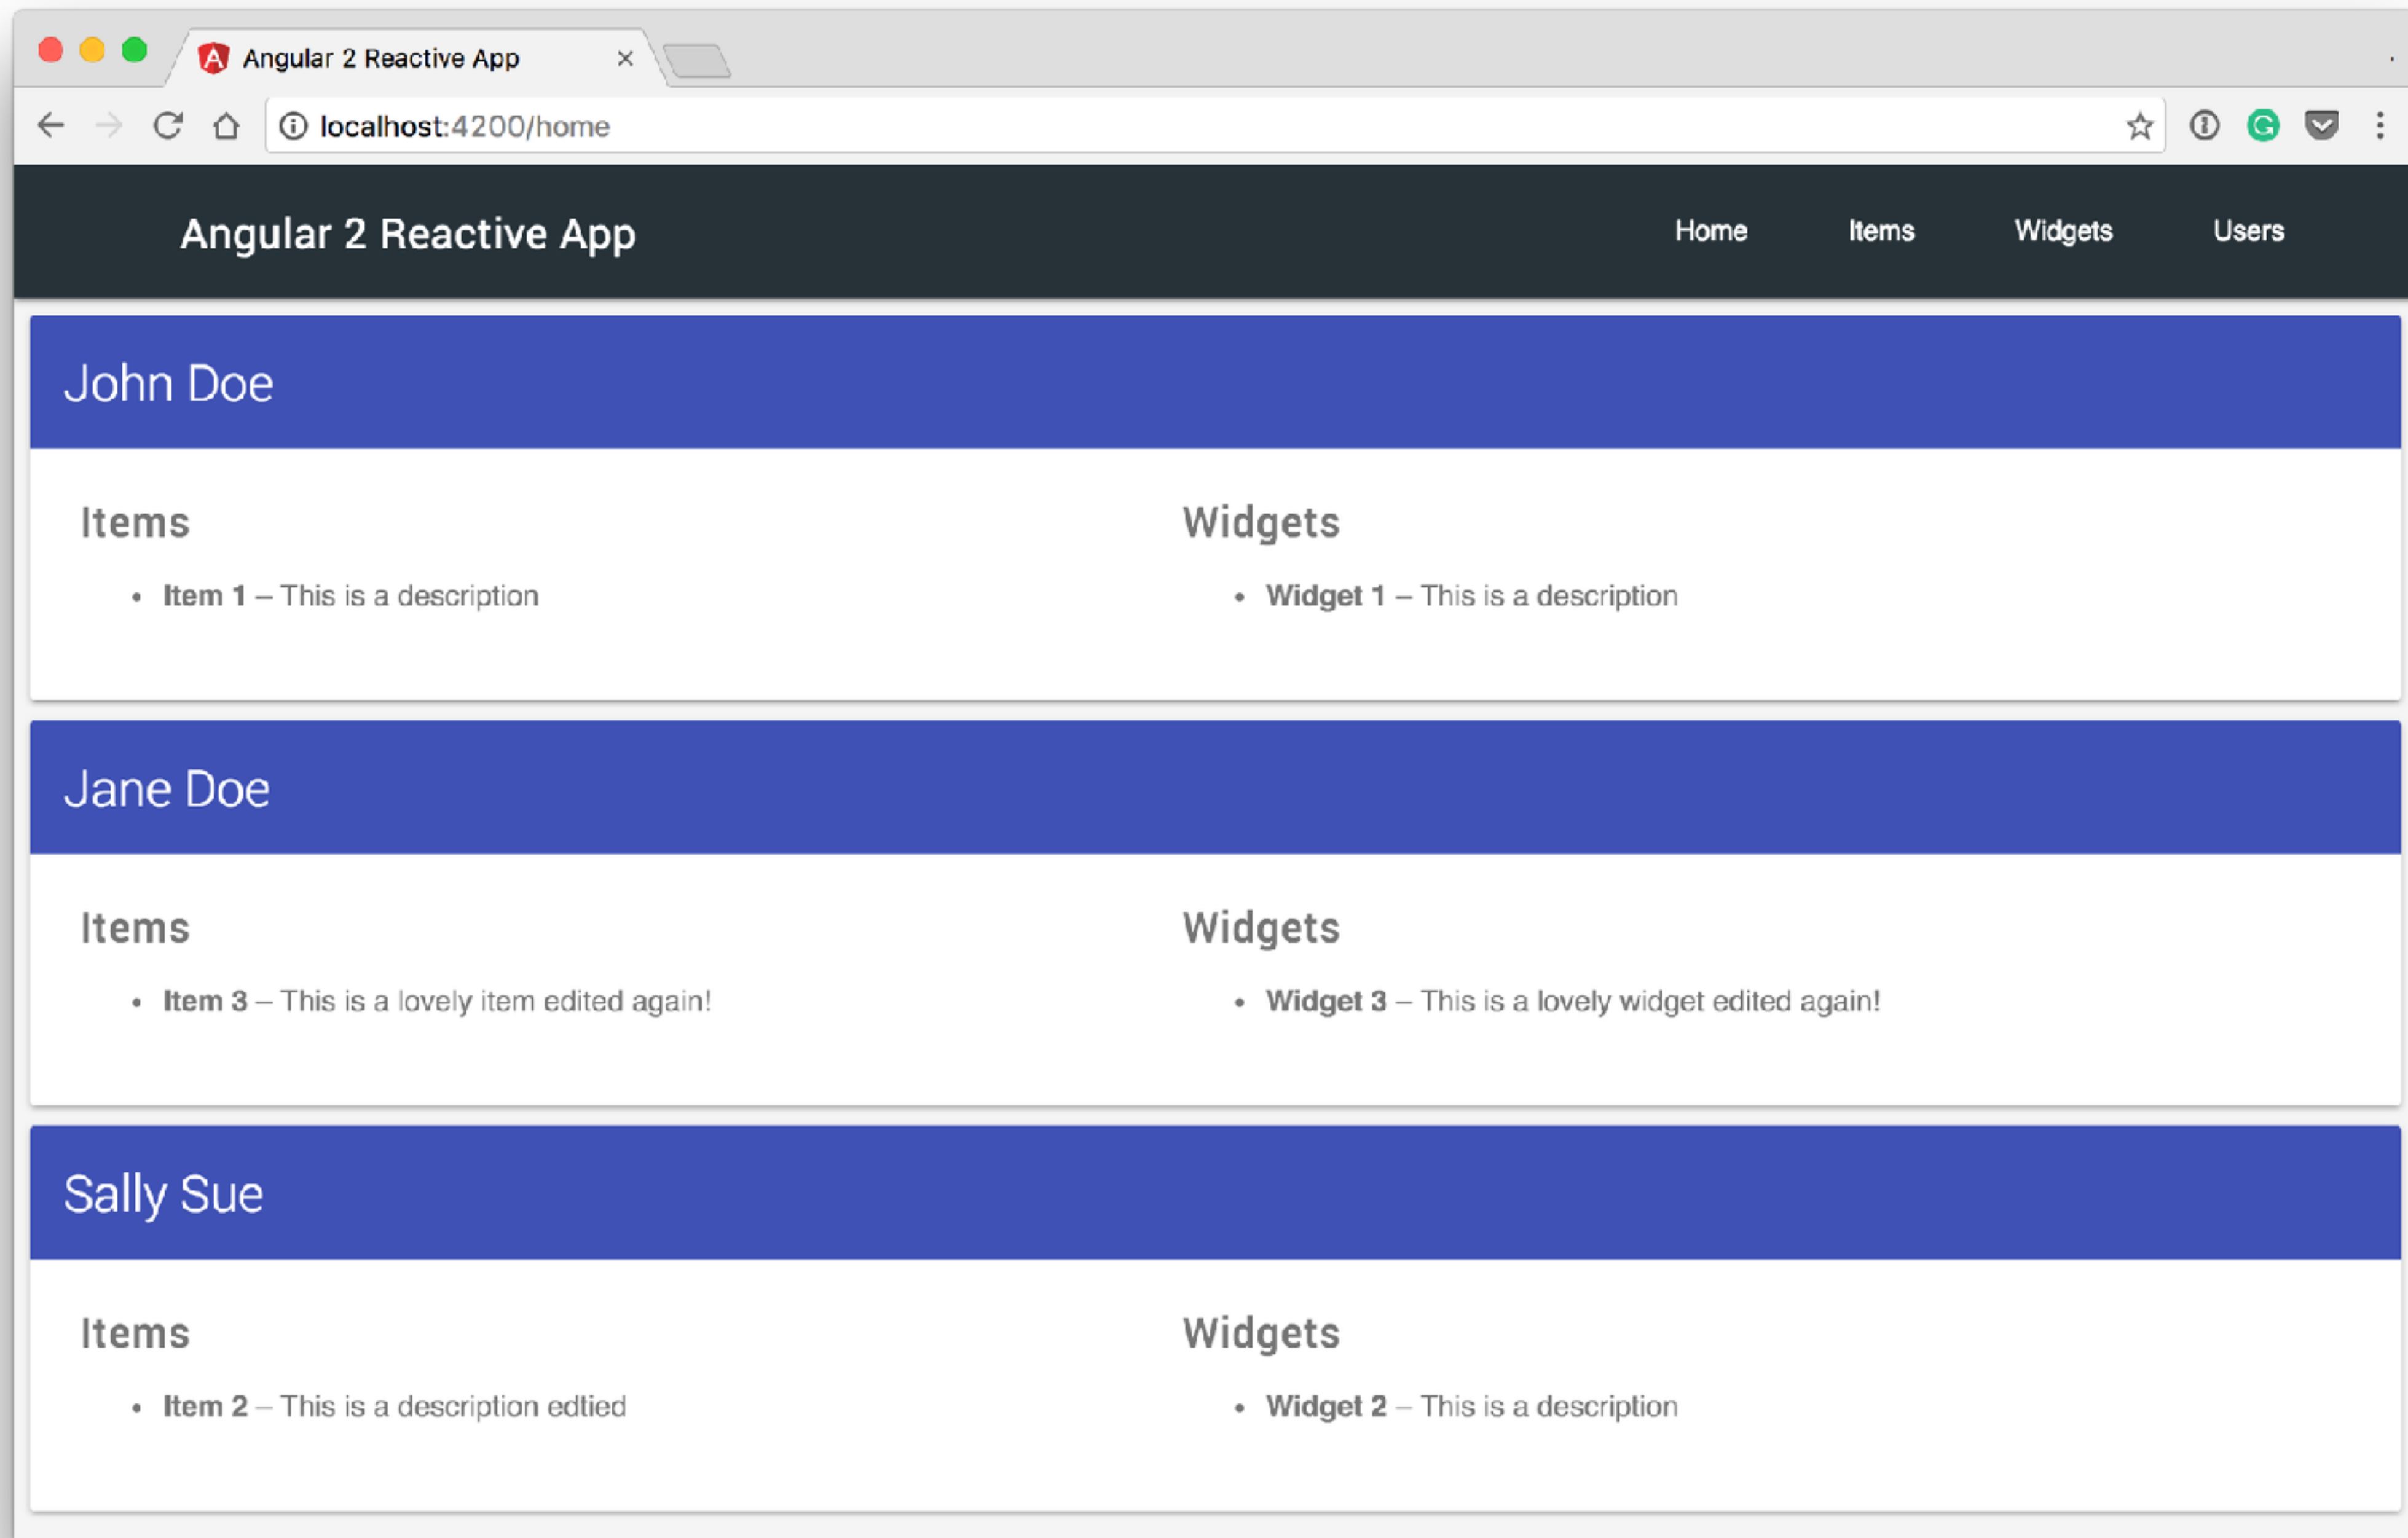 Angular 2 Reactive App
localhost:4200/home
Angular 2 Reactive App Home Items Widgets Users
John Doe
Items Widgets
• Item 1 – This is a description • Widget 1 – This is a description
Jane Doe
Items Widgets
• Item 3 – This is a lovely item edited again! • Widget 3 – This is a lovely widget edited again!
Sally Sue
Items Widgets
• Item 2 – This is a description edtied • Widget 2 – This is a description